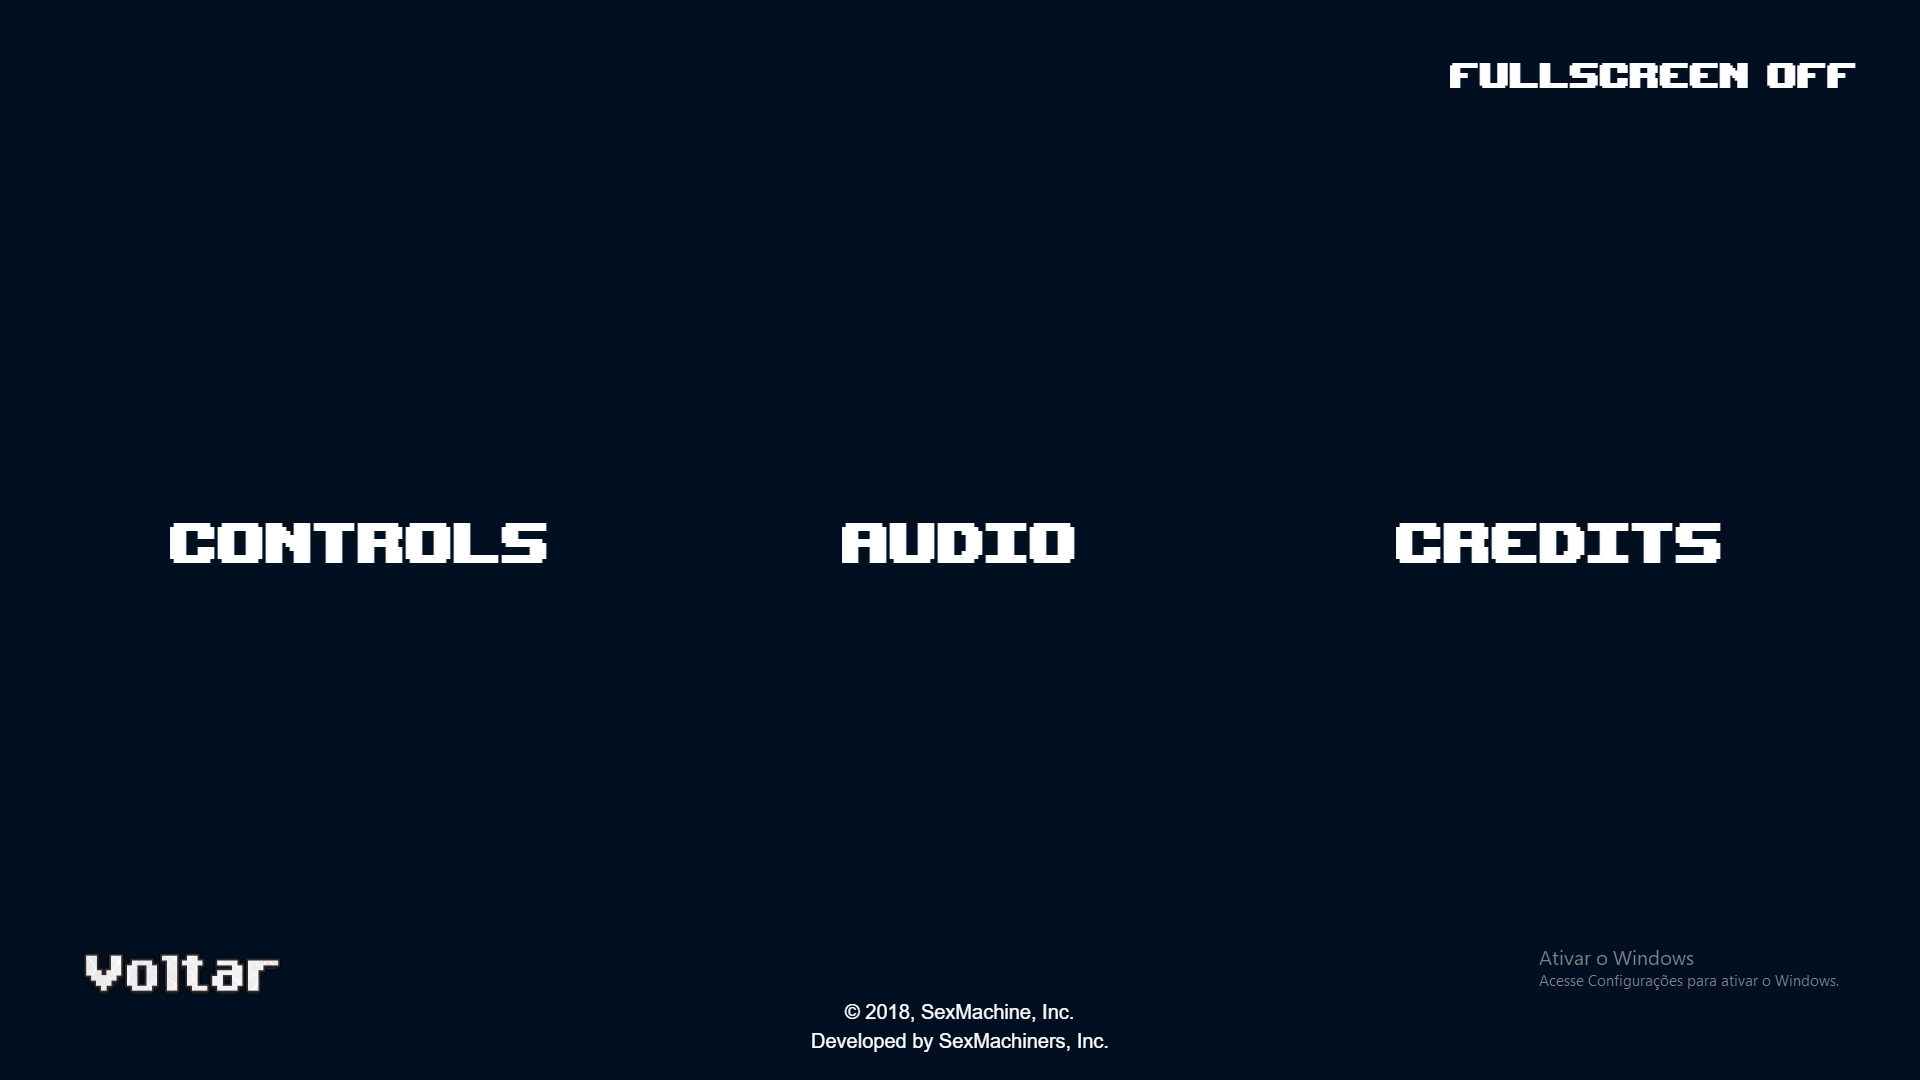 FULLSCREEN OFF
CONTROLS
AUDIO
CREDITS
Voltar
Ativar o Windows
Acesse Configurações para ativar o Windows.
© 2018, SexMachine, Inc.
Developed by SexMachiners, Inc.